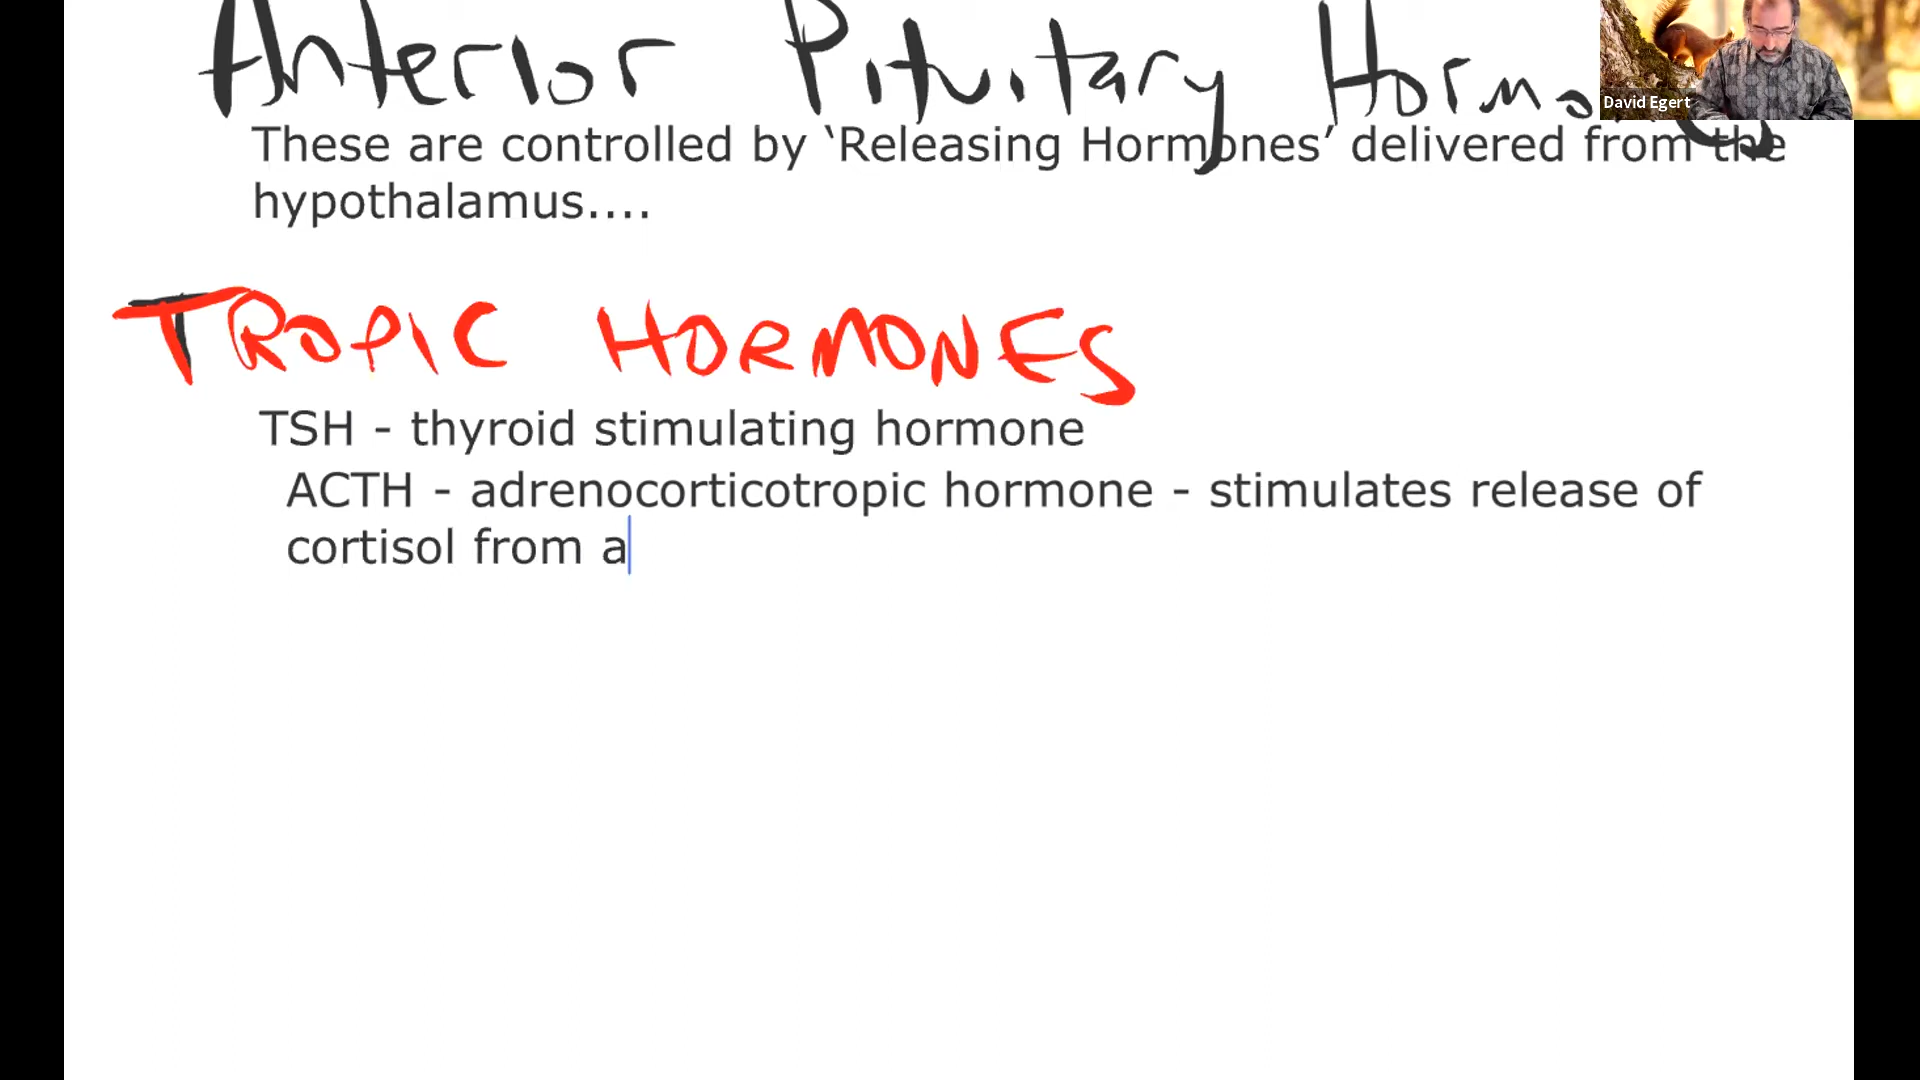 Anterior Pituitary Hormo
David Egert
These are controlled by ‘Releasing Hormones’ delivered from the
hypothalamus....
TROPIC HORMONES
TSH - thyroid stimulating hormone
ACTH - adrenocorticotropic hormone - stimulates release of
cortisol from a